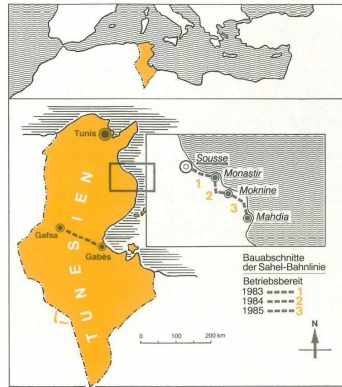 Tunis
Sousse
1
Monastir
2
Moknine
3
Mahdia
Gafsa
Gabès
TUNESIEN
Bauabschnitte
der Sahel-Bahnlinie
Betriebsbereit
1983 1
1984 2
1985 3
0 100 200 km
N